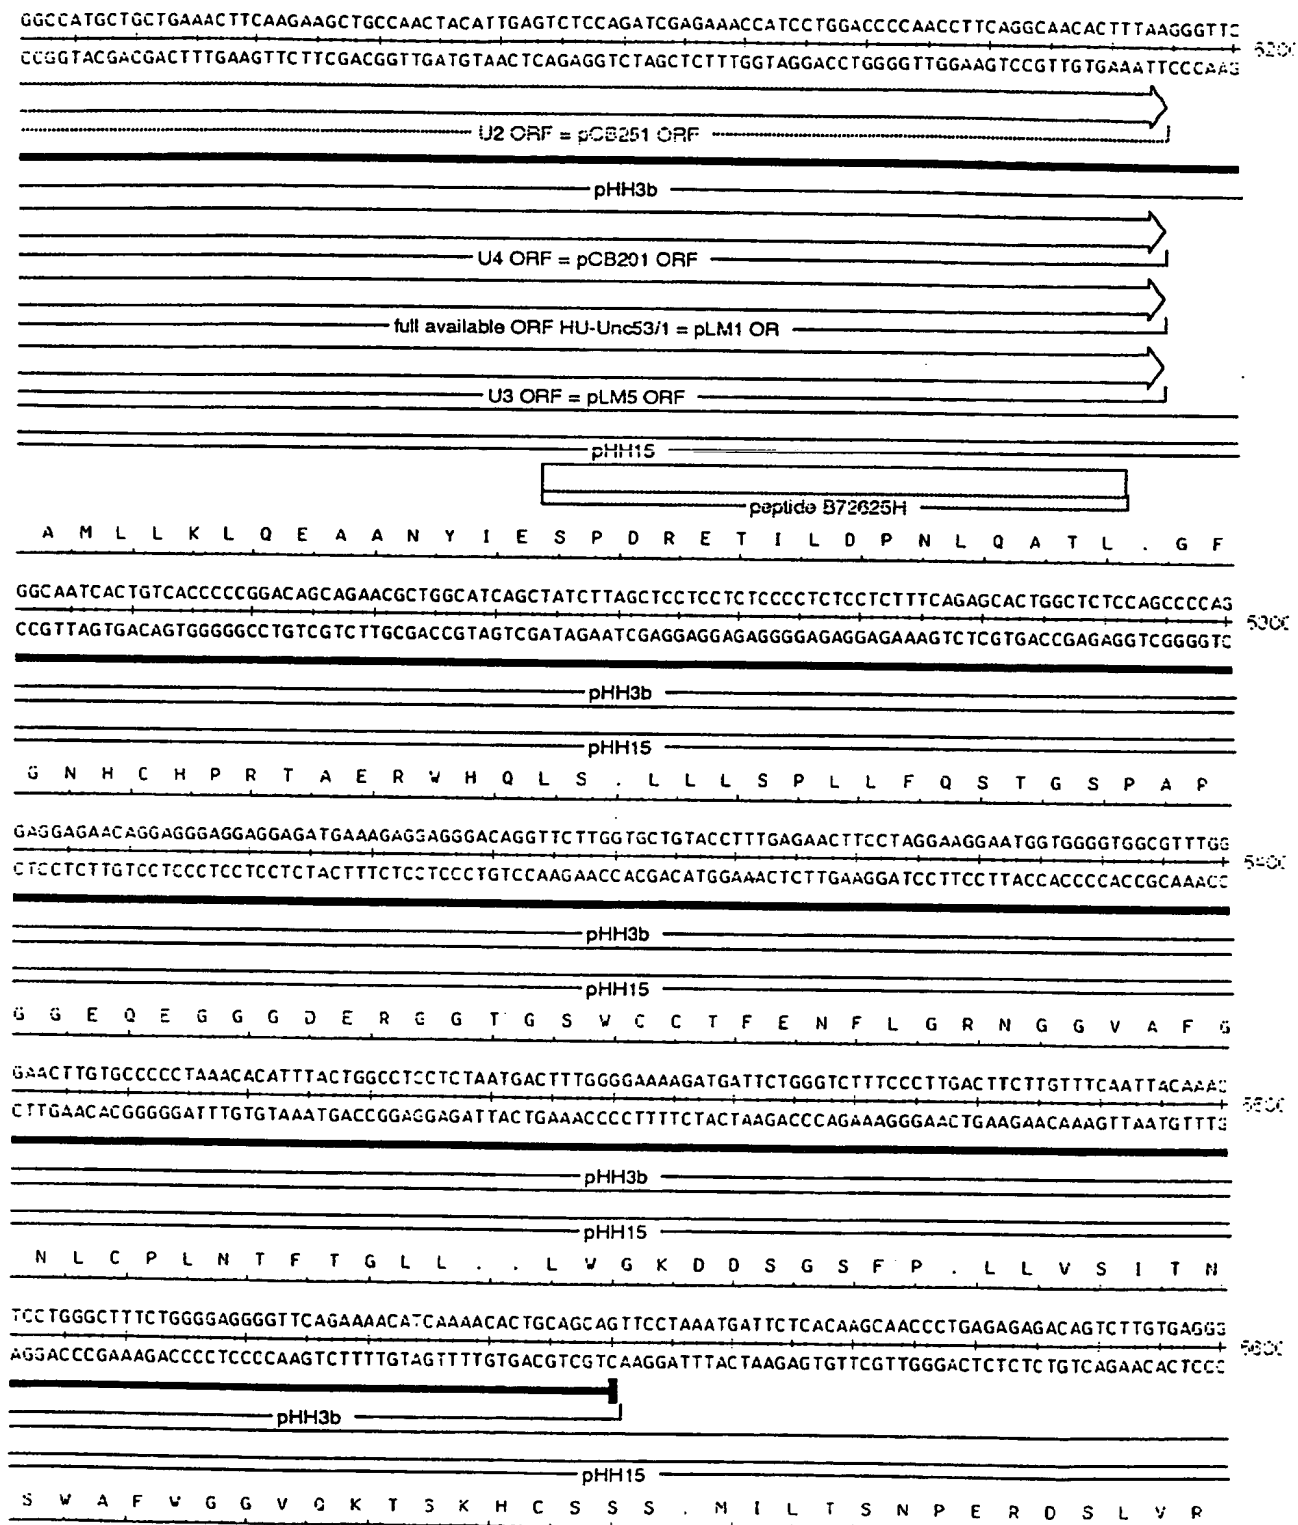 GGCCATGCTGCTGAAACTTCAAGAAGCTGCCAACTACATTGAGTCTCCAGATCGAGAAACCATCCTGGACCCCAACCTTCAGGCAACACTTTAAGGGTTC
CCGGTACGACGACTTTGAAGTTCTTCGACGGTTGATGTAACTCAGAGGTCTAGCTCTTTGGTAGGACCTGGGGTTGGAAGTCCGTTGTGAAATTCCCAAG
U2 ORF = pCB251 ORF
pHH3b
U4 ORF = pCB201 ORF
full available ORF HU-Unc53/1 = pLM1 OR
U3 ORF = pLM5 ORF
pHH15
peptide B72625H
A M L L K L Q E A A N Y I E S P D R E T I L D P N L Q A T L . G F
GGCAATCACTGTCACCCCCGGACAGCAGAACGCTGGCATCAGCTATCTTAGCTCCTCCTCTCCCCTCTCCTCTTTCAGAGCACTGGCTCTCCAGCCCCAG
CCGTTAGTGACAGTGGGGGCCTGTCGTCTTGCGACCGTAGTCGATAGAATCGAGGAGGAGAGGGGAGAGGAGAAAGTCTCGTGACCGAGAGGTCGGGGTC
pHH3b
pHH15
G N H C H P R T A E R W H Q L S . L L L S P L L F Q S T G S P A P
GAGGAGAACAGGAGGGAGGAGGAGATGAAAGAGGAGGGACAGGTTCTTGGTGCTGTACCTTTGAGAACTTCCTAGGAAGGAATGGTGGGGTGGCGTTTGG
CTCCTCTTGTCCTCCCTCCTCCTCTACTTTCTCCTCCCTGTCCAAGAACCACGACATGGAAACTCTTGAAGGATCCTTCCTTACCACCCCACCGCAAACC
pHH3b
pHH15
G G E Q E G G G D E R G G T G S W C C T F E N F L G R N G G V A F G
GAACTTGTGCCCCCTAAACACATTTACTGGCCTCCTCTAATGACTTTGGGGAAAAGATGATTCTGGGTCTTTCCCTTGACTTCTTGTTTCAATTACAAAC
CTTGAACACGGGGGATTTGTGTAAATGACCGGAGGAGATTACTGAAACCCCTTTTCTACTAAGACCCAGAAAGGGAACTGAAGAACAAAGTTAATGTTTG
pHH3b
pHH15
N L C P L N T F T G L L . . L W G K D D S G S F P . L L V S I T N
TCCTGGGCTTTCTGGGGAGGGGTTCAGAAAACATCAAAACACTGCAGCAGTTCCTAAATGATTCTCACAAGCAACCCTGAGAGAGACAGTCTTGTGAGGG
AGGACCCGAAAGACCCCTCCCCAAGTCTTTTGTAGTTTTGTGACGTCGTCAAGGATTTACTAAGAGTGTTCGTTGGGACTCTCTCTGTCAGAACACTCCC
pHH3b
pHH15
S W A F W G G V Q K T S K H C S S S . M I L T S N P E R D S L V R